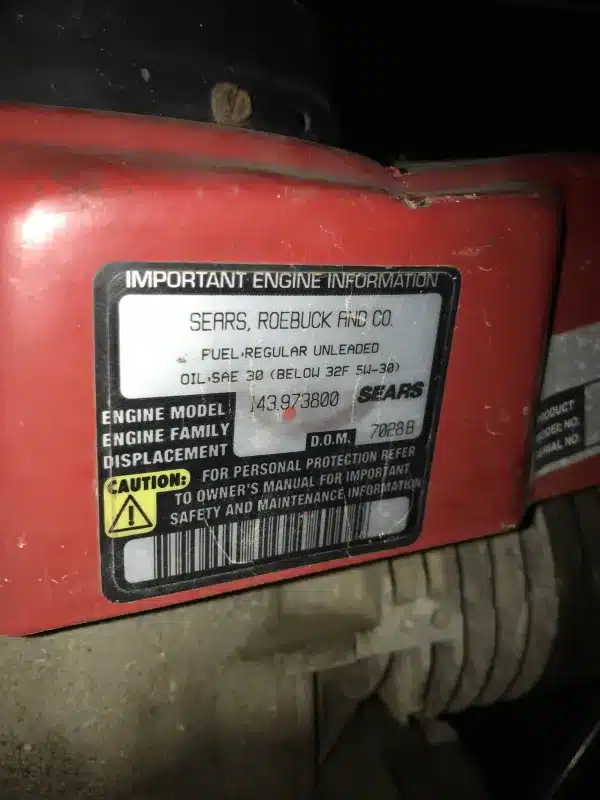 IMPORTANT ENGINE INFORMATION
SEARS, ROEBUCK AND CO.
FUEL:REGULAR UNLEADED
OIL:SAE 30 (BELOW 32F 5W-30)
ENGINE MODEL 143.973800 SEARS
ENGINE FAMILY
DISPLACEMENT D.O.M. 7028B
CAUTION: FOR PERSONAL PROTECTION REFER
TO OWNER'S MANUAL FOR IMPORTANT
SAFETY AND MAINTENANCE INFORMATION
PRODUCT
MODEL NO.
SERIAL NO.